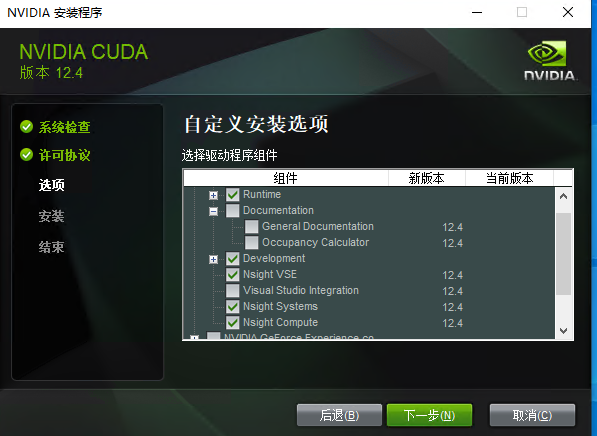 NVIDIA 安装程序
NVIDIA CUDA
版本 12.4
NVIDIA
系统检查
许可协议
选项
安装
结束
自定义安装选项
选择驱动程序组件
组件 新版本 当前版本
Runtime
Documentation
General Documentation 12.4
Occupancy Calculator 12.4
Development
Nsight VSE 12.4
Visual Studio Integration 12.4
Nsight Systems 12.4
Nsight Compute 12.4
NVIDIA GeForce Experience co
后退(B) 下一步(N) 取消(C)